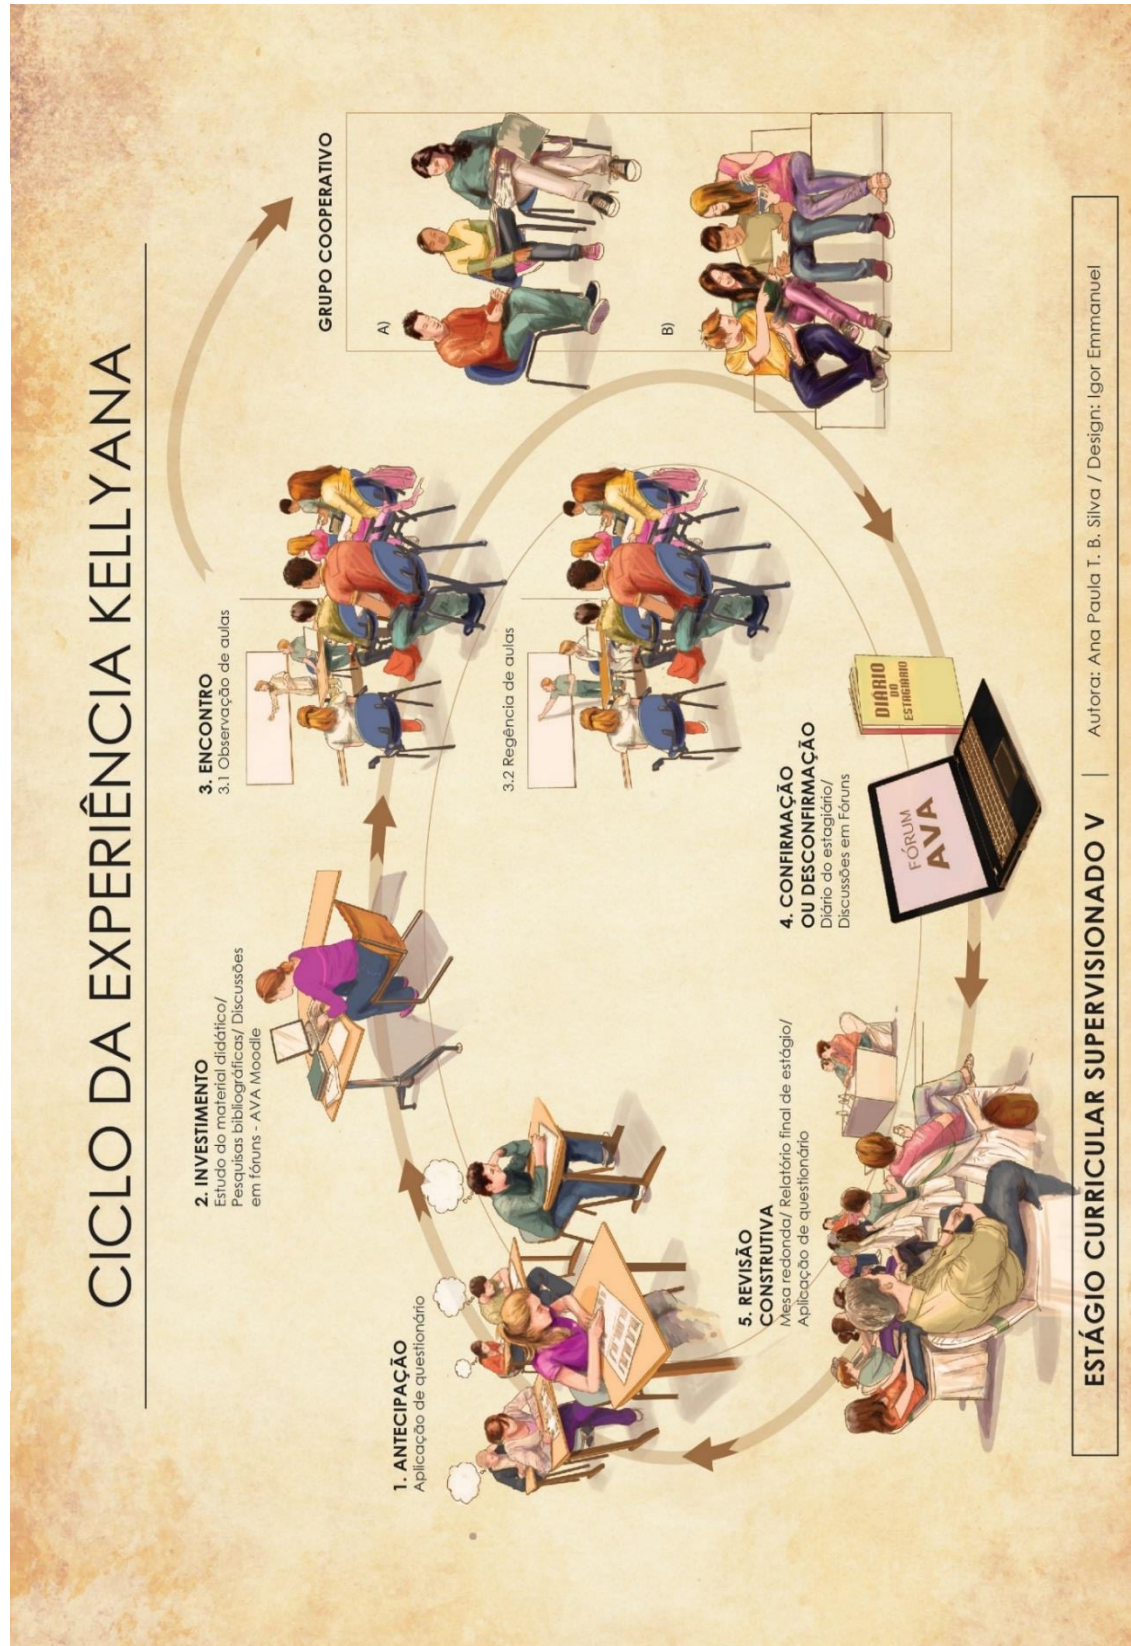 CICLO DA EXPERIÊNCIA KELLYANA
1. ANTECIPAÇÃO
Aplicação de questionário
2. INVESTIMENTO
Estudo do material didático/
Pesquisas bibliográficas/ Discussões
em fóruns - AVA Moodle
3. ENCONTRO
3.1 Observação de aulas
3.2 Regência de aulas
GRUPO COOPERATIVO
A)
B)
4. CONFIRMAÇÃO
OU DESCONFIRMAÇÃO
Diário do estagiário/
Discussões em Fóruns
DIÁRIO
DO
ESTAGIÁRIO
FÓRUM
AVA
5. REVISÃO
CONSTRUTIVA
Mesa redonda/ Relatório final de estágio/
Aplicação de questionário
ESTÁGIO CURRICULAR SUPERVISIONADO V | Autora: Ana Paula T. B. Silva / Design: Igor Emmanuel